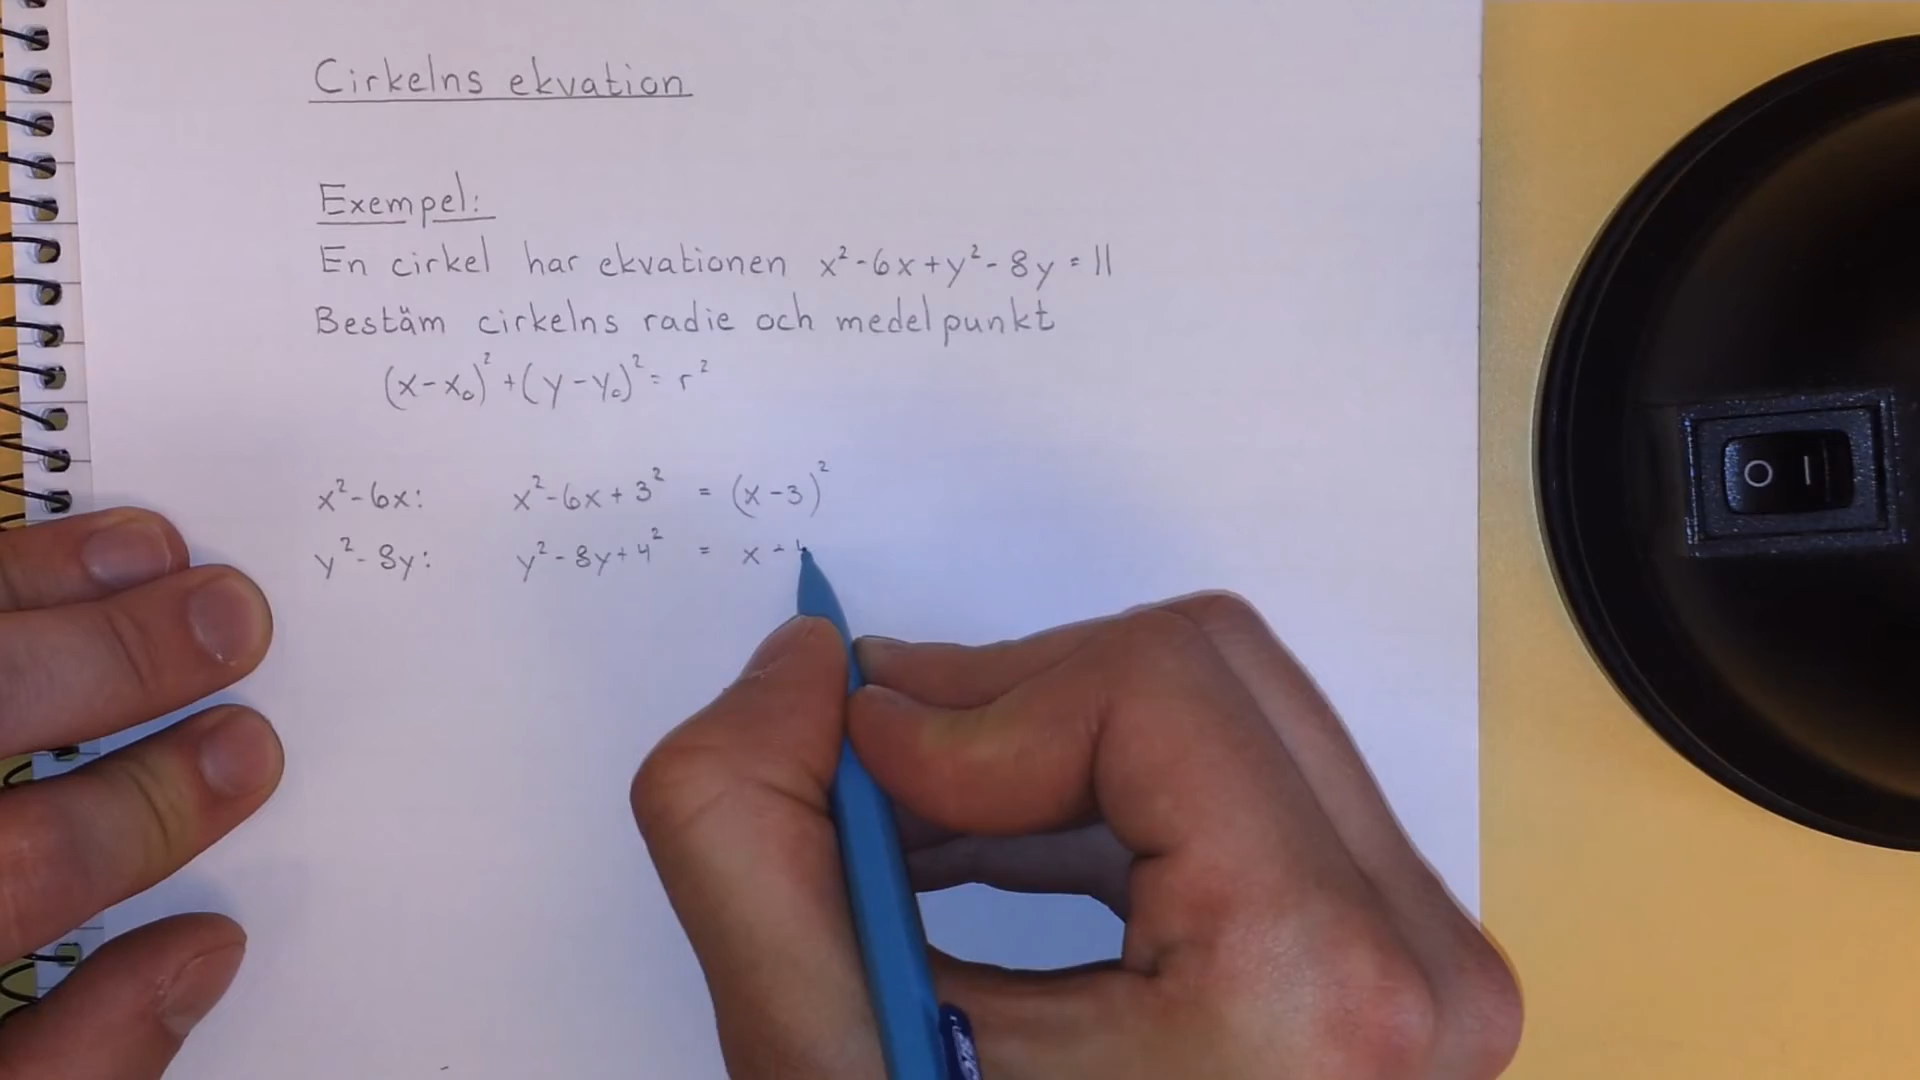 Cirkelns ekvation
Exempel:
En cirkel har ekvationen x²-6x+y²-8y=11
Bestäm cirkelns radie och medelpunkt
(x-x₀)²+(y-y₀)²=r²
x²-6x: x²-6x+3² = (x-3)²
y²-8y: y²-8y+4² = x-4
O I